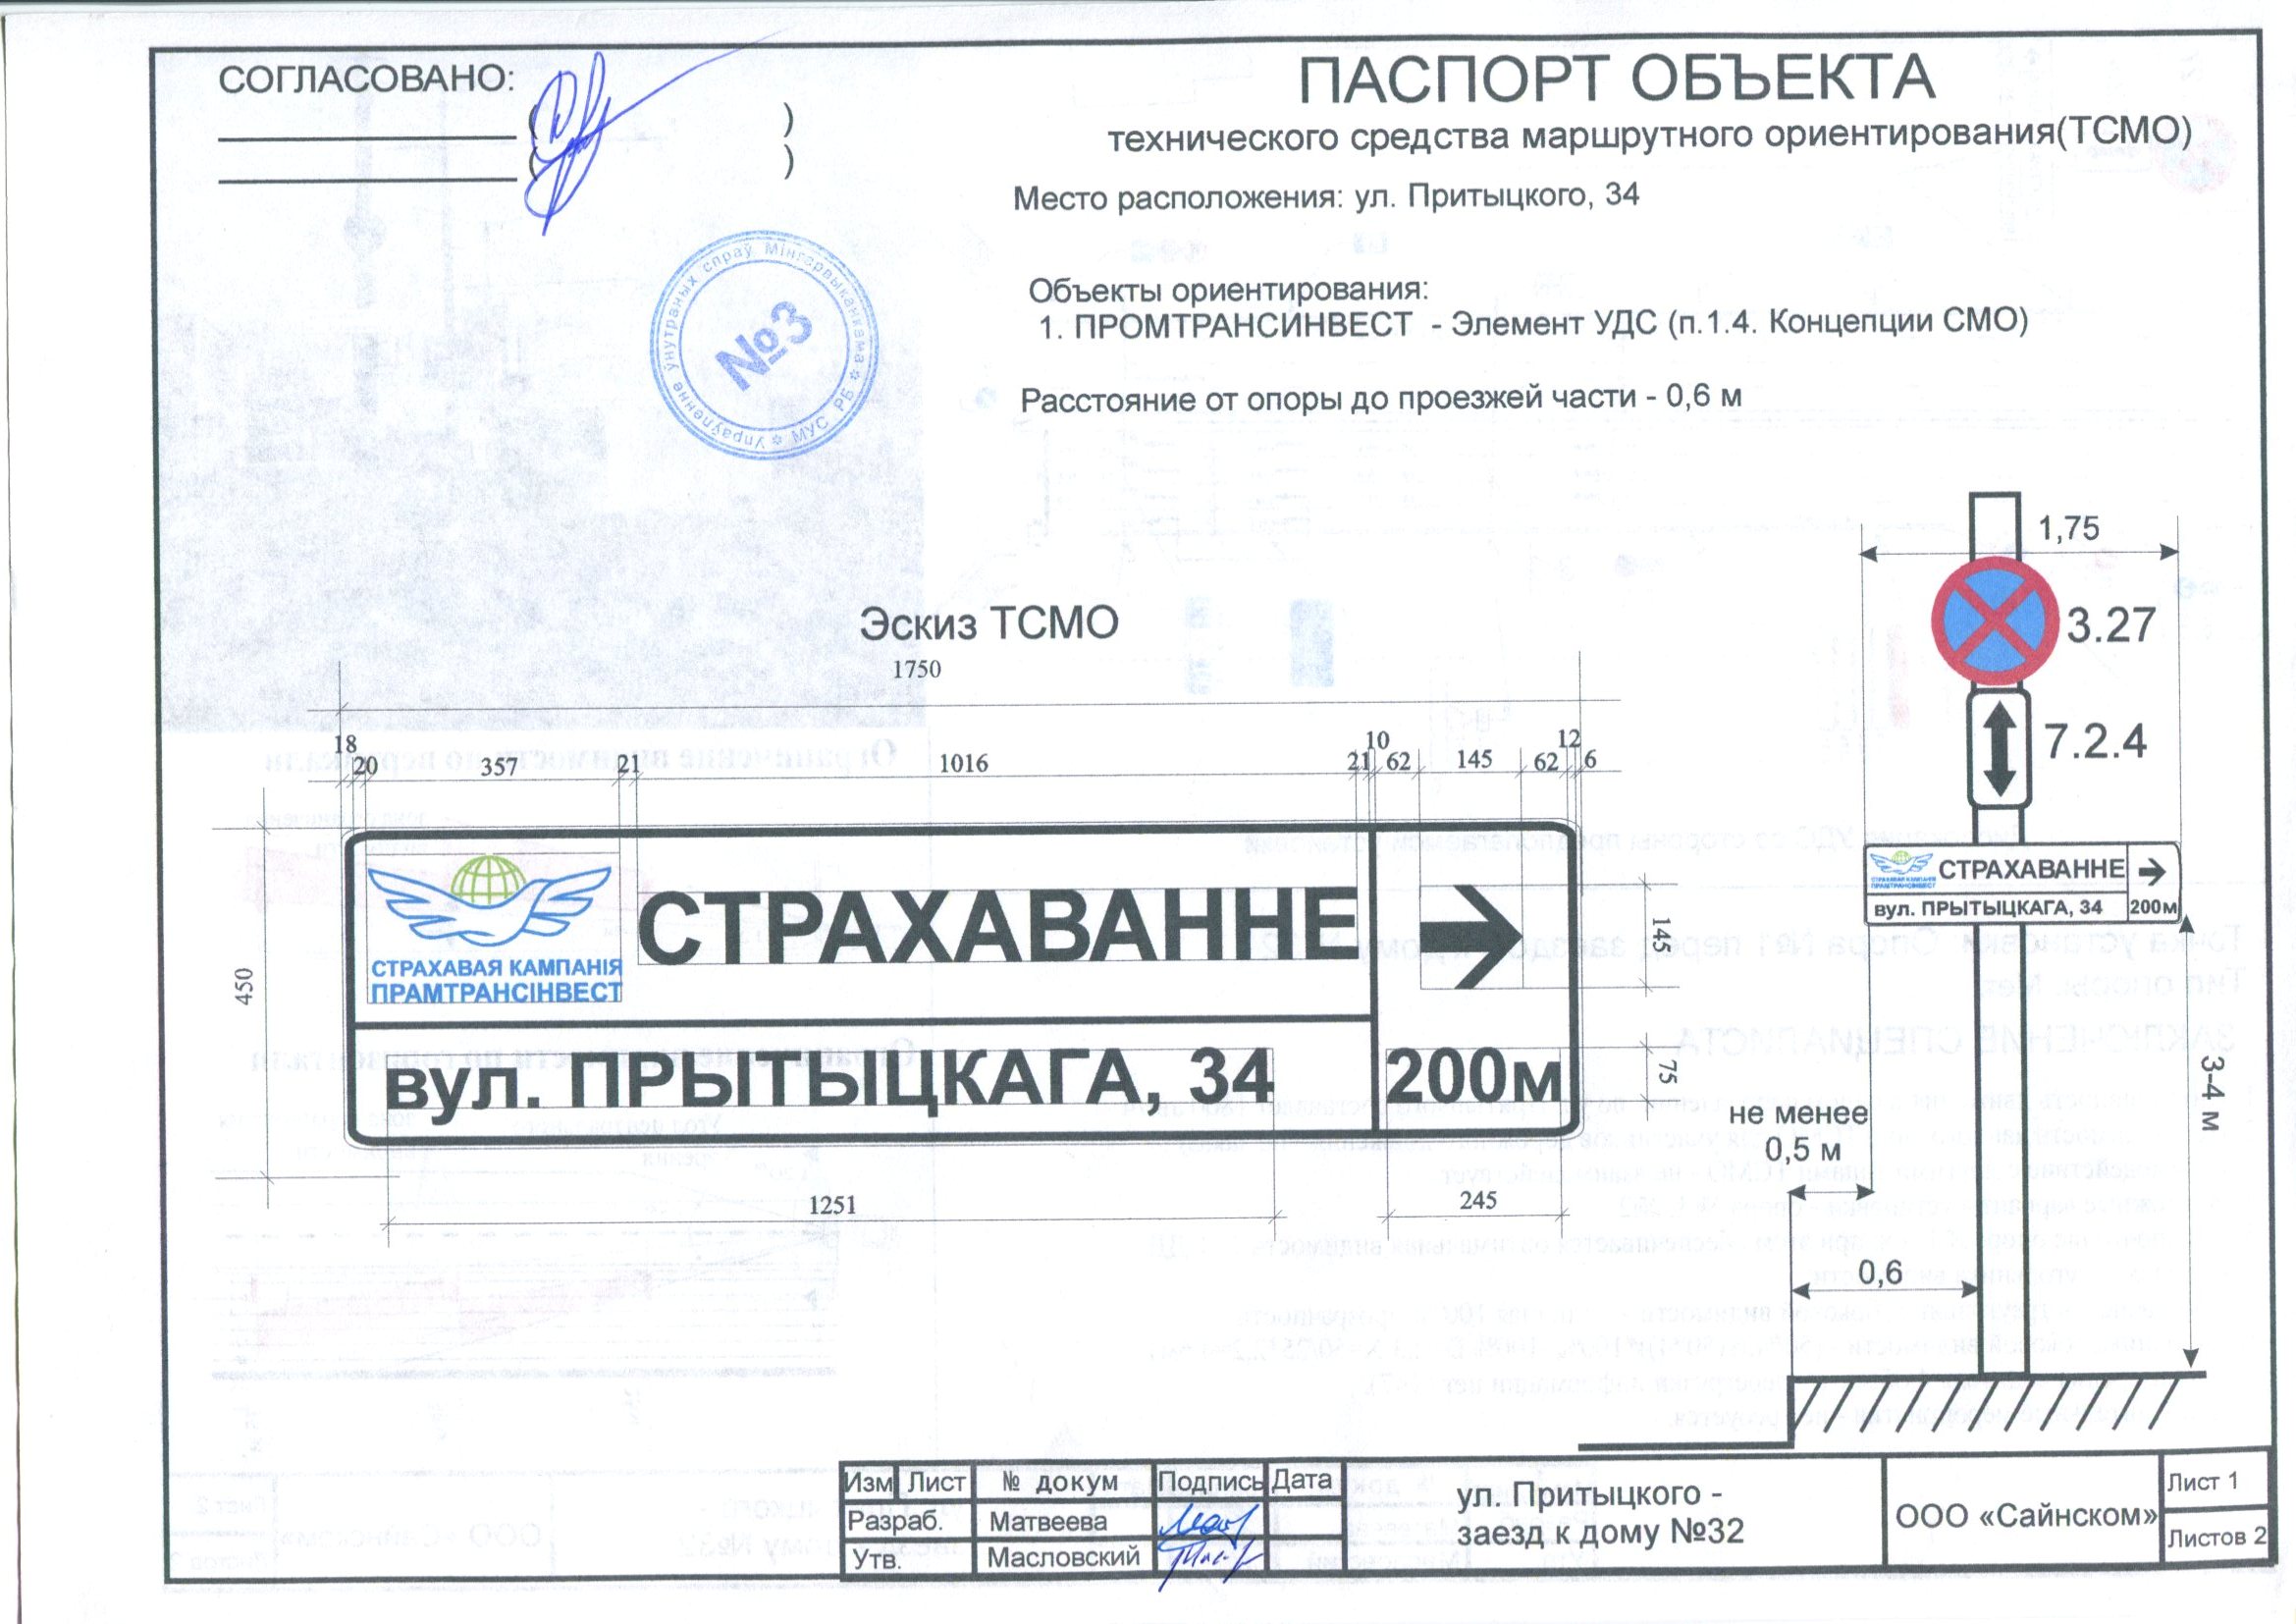 СОГЛАСОВАНО:
( )
( )
ПАСПОРТ ОБЪЕКТА
технического средства маршрутного ориентирования(ТСМО)
Место расположения: ул. Притыцкого, 34
Объекты ориентирования:
1. ПРОМТРАНСИНВЕСТ - Элемент УДС (п.1.4. Концепции СМО)
Расстояние от опоры до проезжей части - 0,6 м
Упраўленне ўнутраных спраў Мінгарвыканкама * МУС РБ *
№3
Эскиз ТСМО
1750
18
20
357
21
1016
21
10
62
145
62
12
6
450
СТРАХАВАЯ КАМПАНІЯ
ПРАМТРАНСІНВЕСТ
СТРАХАВАННЕ
145
вул. ПРЫТЫЦКАГА, 34
200м
75
1251
245
1,75
3.27
7.2.4
СТРАХАВАЯ КАМПАНІЯ
ПРАМТРАНСІНВЕСТ
СТРАХАВАННЕ
вул. ПРЫТЫЦКАГА, 34
200м
не менее
0,5 м
3-4 м
0,6
Изм Лист № докум Подпись Дата
Разраб. Матвеева
Утв. Масловский
ул. Притыцкого -
заезд к дому №32
ООО «Сайнском»
Лист 1
Листов 2